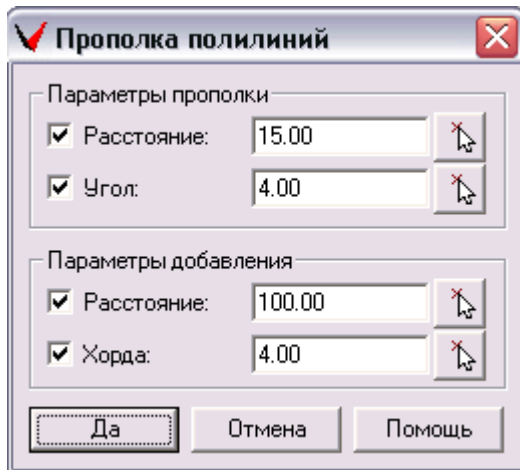 Прополка полилиний
Параметры прополки
Расстояние: 15.00
Угол: 4.00
Параметры добавления
Расстояние: 100.00
Хорда: 4.00
Да Отмена Помощь